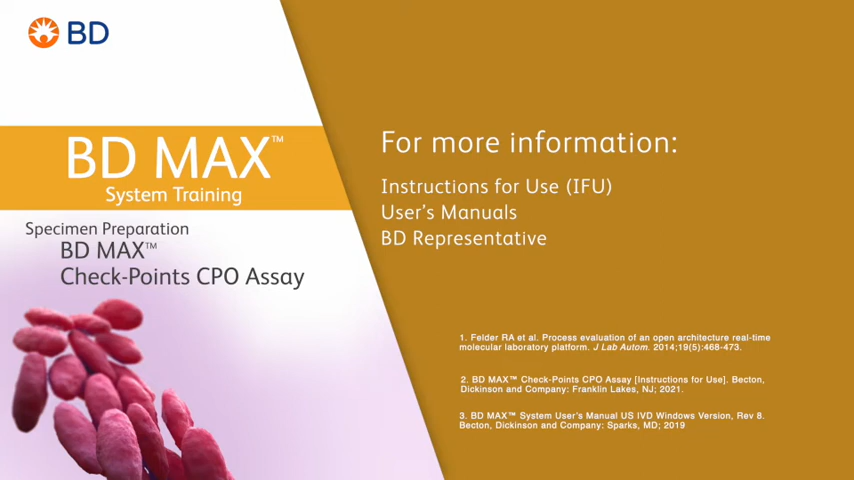 BD
BD MAX™
System Training
Specimen Preparation
BD MAX™
Check-Points CPO Assay
For more information:
Instructions for Use (IFU)
User’s Manuals
BD Representative
1. Felder RA et al. Process evaluation of an open architecture real-time
molecular laboratory platform. J Lab Autom. 2014;19(5):468-473.
2. BD MAX™ Check-Points CPO Assay [Instructions for Use]. Becton,
Dickinson and Company: Franklin Lakes, NJ; 2021.
3. BD MAX™ System User’s Manual US IVD Windows Version, Rev 8.
Becton, Dickinson and Company: Sparks, MD; 2019